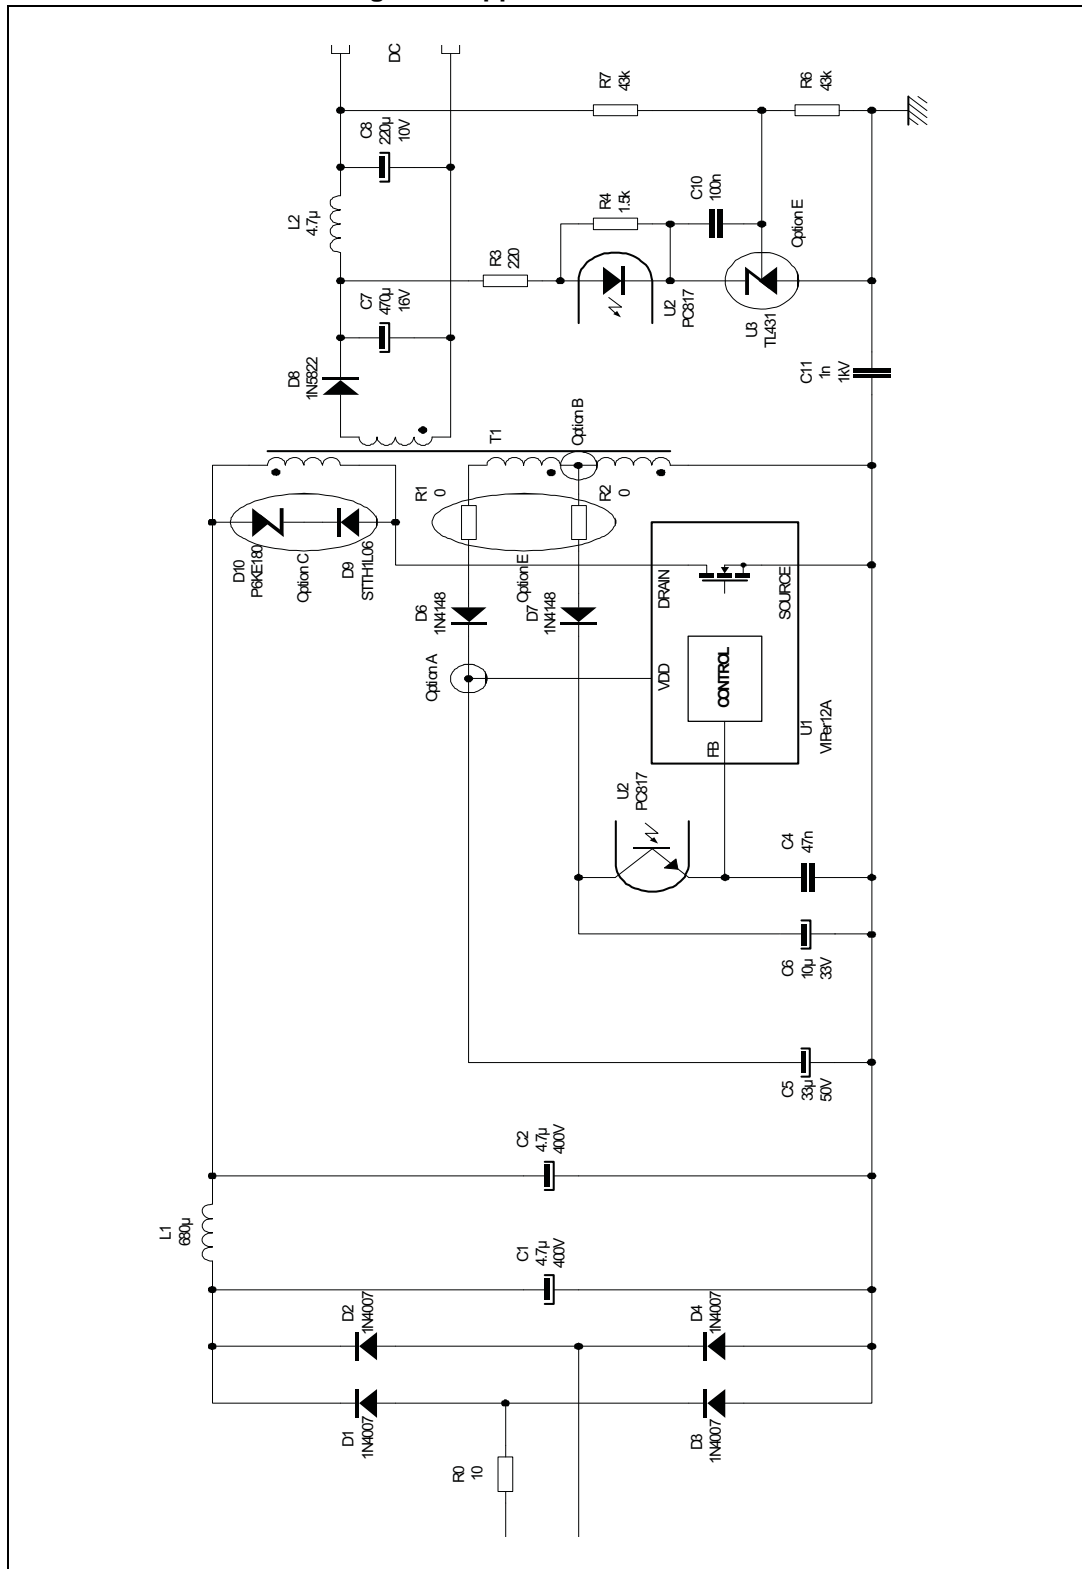 DC
R7
43k
R6
43k
C8
220µ
10V
L2
4.7µ
R4
1.5k
C10
100n
R3
220
Option E
C7
470µ
16V
U2
PC817
U3
TL431
D8
1N5822
C11
1n
1kV
T1
Option B
R1
0
R2
0
D10
P6KE180
Option C
D9
STTH1L06
D6
1N4148
Option E
D7
1N4148
DRAIN
SOURCE
Option A
VDD
CONTROL
FB
U1
VIPer12A
U2
PC817
C4
47n
C6
10µ
33V
C5
33µ
50V
C2
4.7µ
400V
L1
680µ
C1
4.7µ
400V
D2
1N4007
D4
1N4007
D1
1N4007
D3
1N4007
R0
10